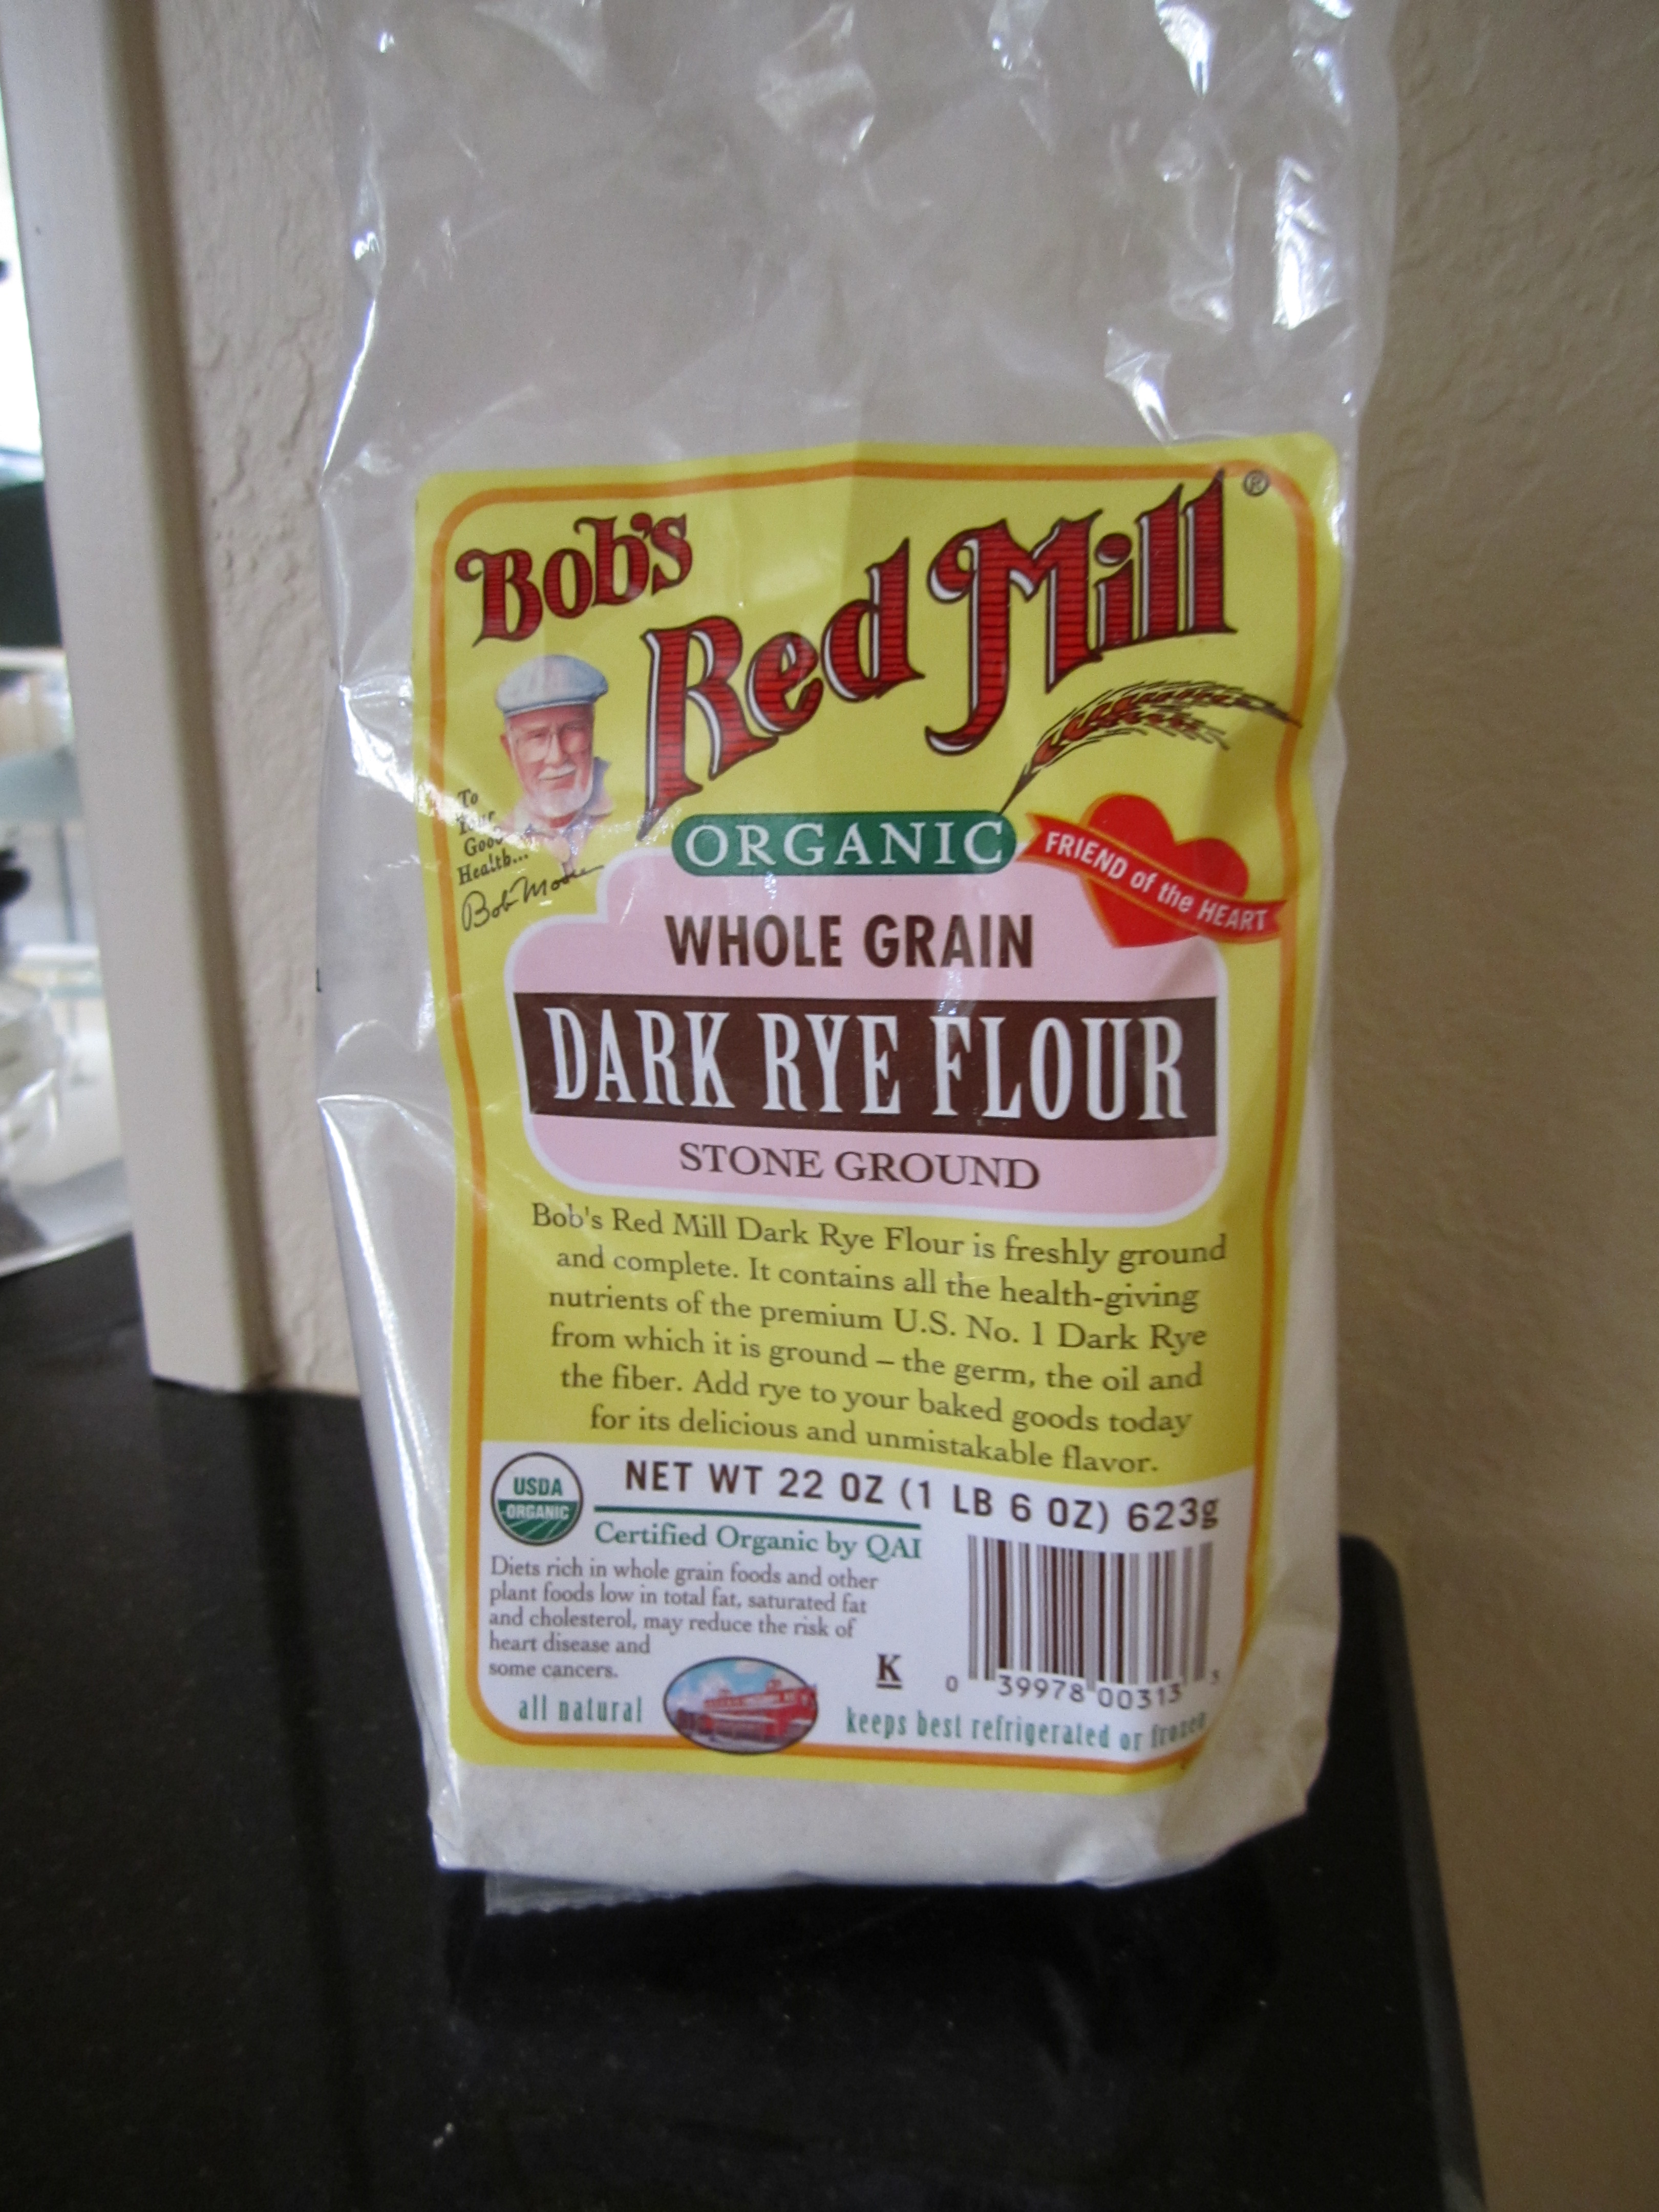 Bob's
Red Mill®
To
Your
Good
Health...
Bob Moore
ORGANIC
FRIEND of the HEART
WHOLE GRAIN
DARK RYE FLOUR
STONE GROUND
Bob's Red Mill Dark Rye Flour is freshly ground
and complete. It contains all the health-giving
nutrients of the premium U.S. No. 1 Dark Rye
from which it is ground – the germ, the oil and
the fiber. Add rye to your baked goods today
for its delicious and unmistakable flavor.
USDA
ORGANIC
NET WT 22 OZ (1 LB 6 OZ) 623g
Certified Organic by QAI
Diets rich in whole grain foods and other
plant foods low in total fat, saturated fat
and cholesterol, may reduce the risk of
heart disease and
some cancers.
K
0 39978 00313 3
all natural
keeps best refrigerated or frozen